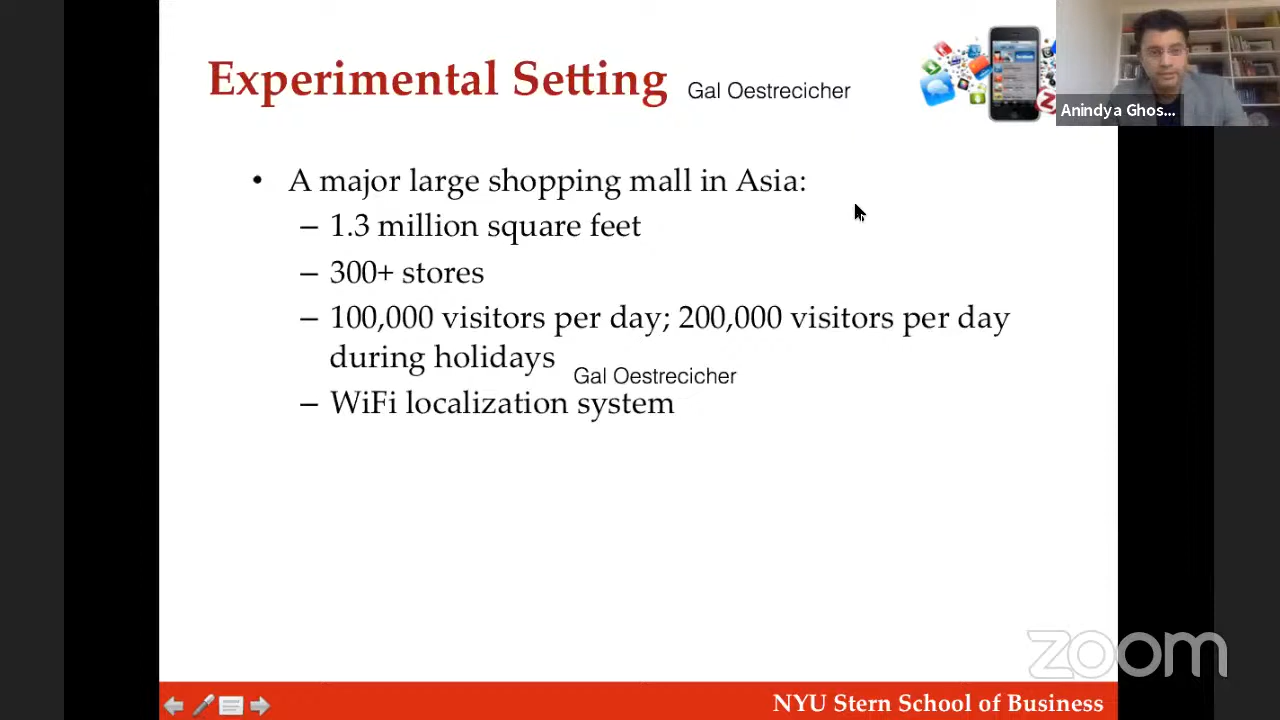 Experimental Setting
Gal Oestrecicher
Anindya Ghos...
• A major large shopping mall in Asia:
– 1.3 million square feet
– 300+ stores
– 100,000 visitors per day; 200,000 visitors per day
during holidays
Gal Oestrecicher
– WiFi localization system
zoom
NYU Stern School of Business